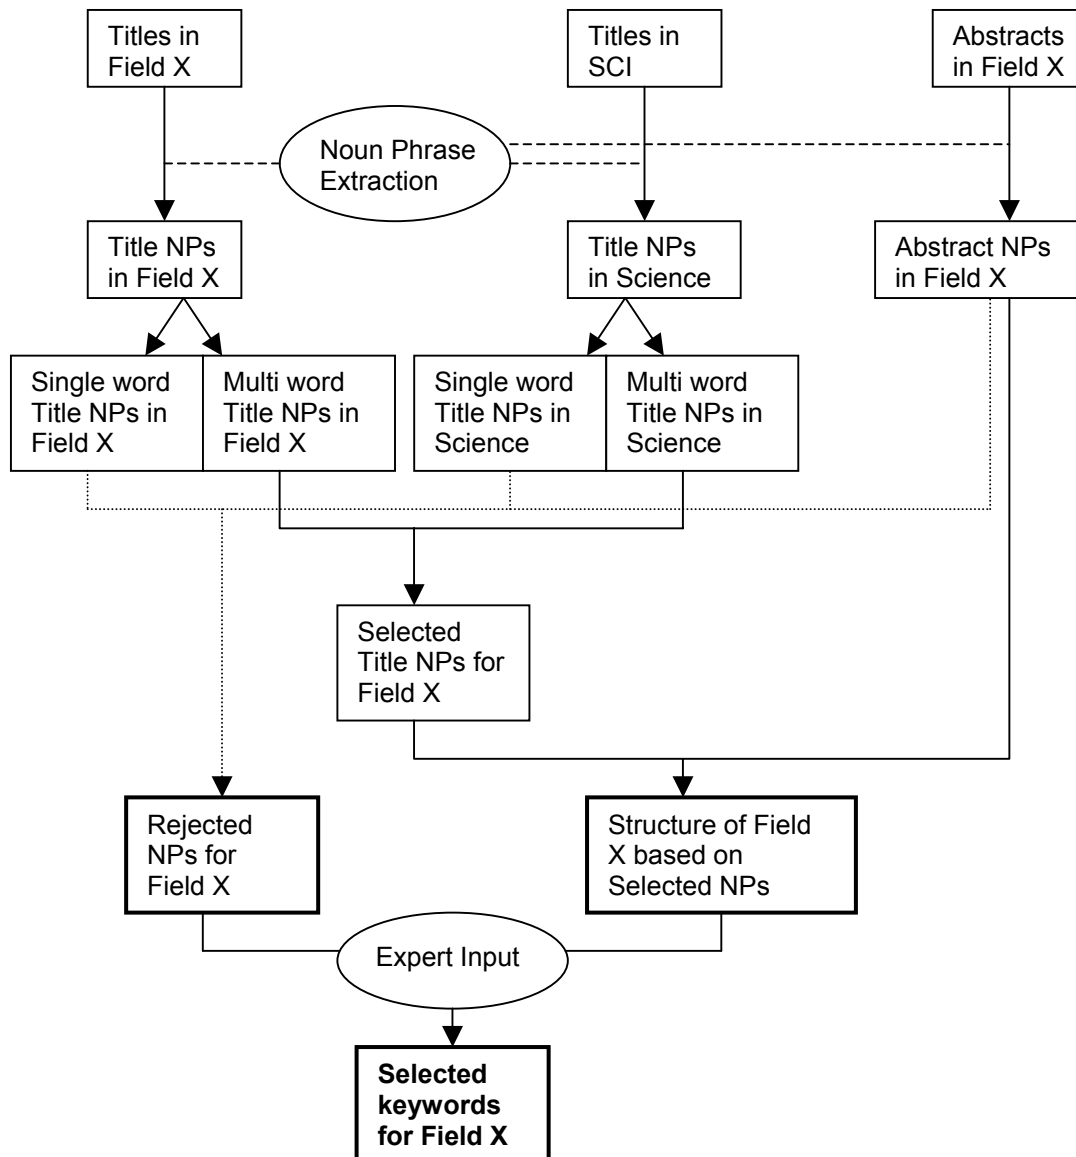 Titles in
Field X
Titles in
SCI
Abstracts
in Field X
Noun Phrase
Extraction
Title NPs
in Field X
Title NPs
in Science
Abstract NPs
in Field X
Single word
Title NPs in
Field X
Multi word
Title NPs in
Field X
Single word
Title NPs in
Science
Multi word
Title NPs in
Science
Selected
Title NPs for
Field X
Rejected
NPs for
Field X
Structure of Field
X based on
Selected NPs
Expert Input
Selected
keywords
for Field X